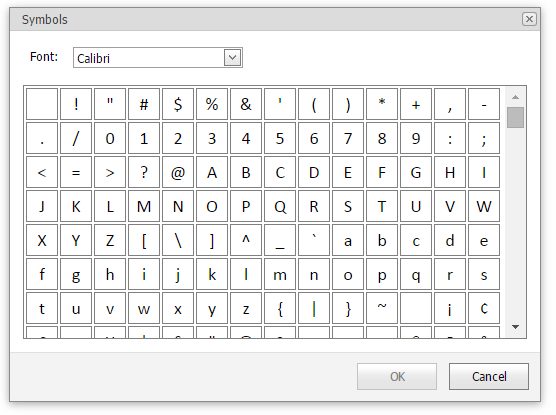 Symbols
Font: Calibri
! " # $ % & ' ( ) * + , -
. / 0 1 2 3 4 5 6 7 8 9 : ;
< = > ? @ A B C D E F G H I
J K L M N O P Q R S T U V W
X Y Z [ \ ] ^ _ ` a b c d e
f g h i j k l m n o p q r s
t u v w x y z { | } ~ ¡ ¢
OK Cancel